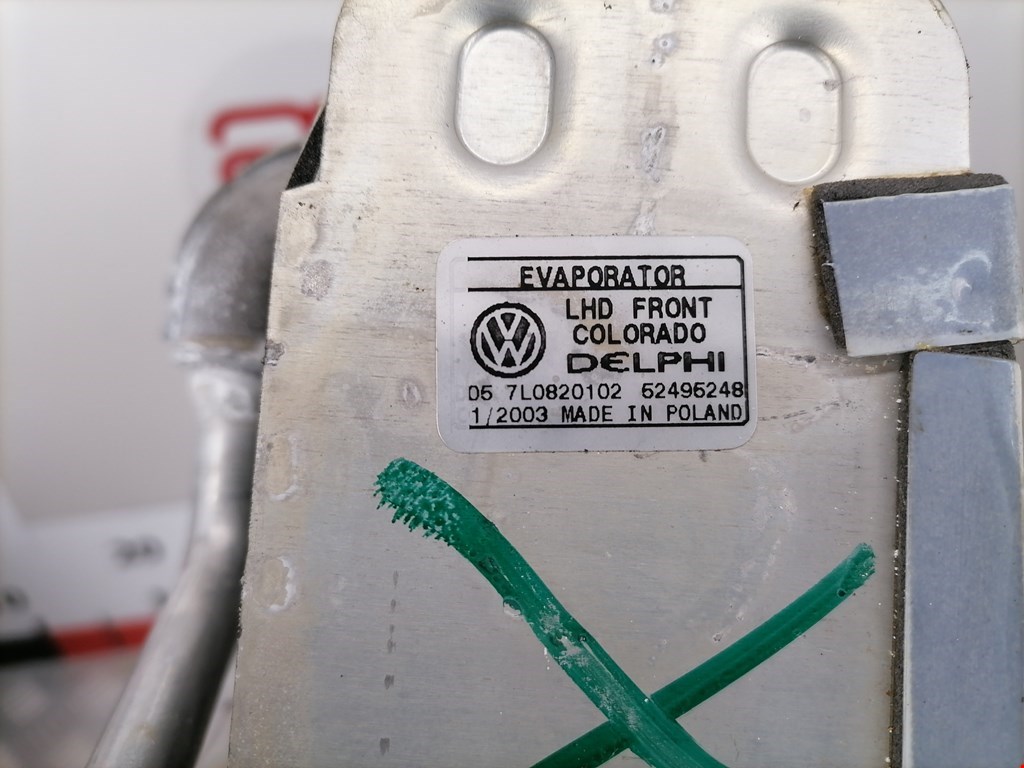 EVAPORATOR
LHD FRONT
COLORADO
DELPHI
05 7L0820102 52496248
1/2003 MADE IN POLAND